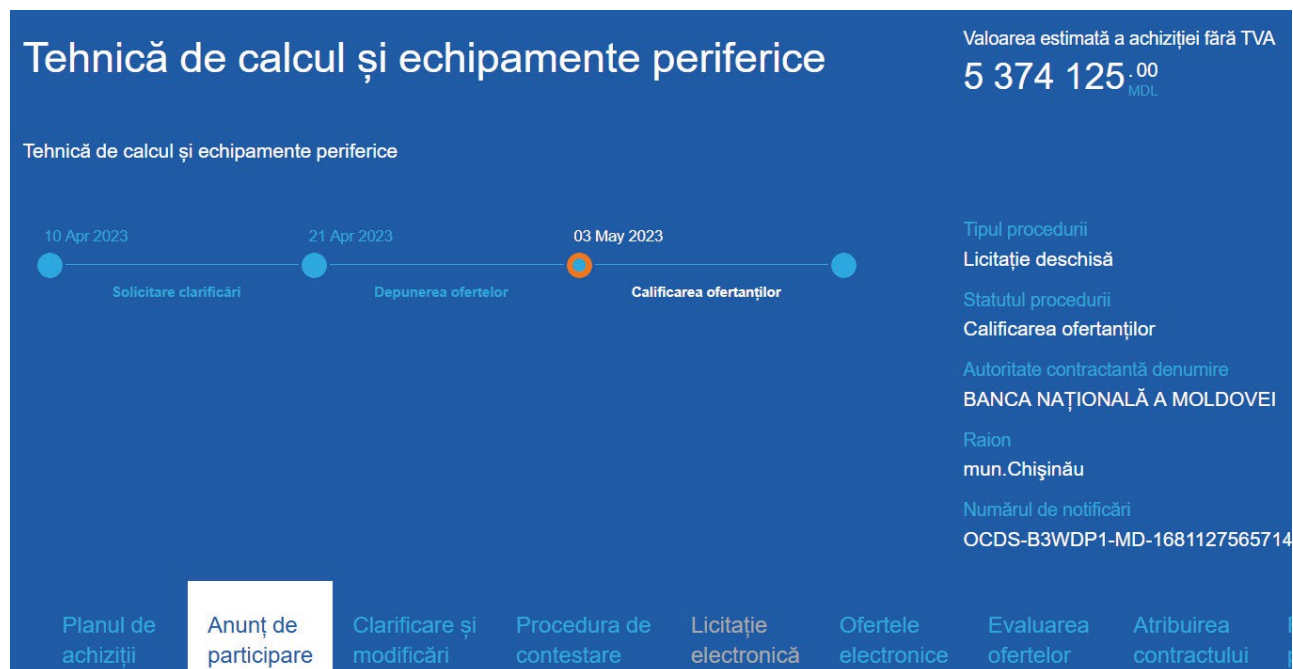 Tehnică de calcul și echipamente periferice
Valoarea estimată a achiziției fără TVA
5 374 125.00
MDL
Tehnică de calcul și echipamente periferice
10 Apr 2023
21 Apr 2023
03 May 2023
Solicitare clarificări
Depunerea ofertelor
Calificarea ofertanților
Tipul procedurii
Licitație deschisă
Statutul procedurii
Calificarea ofertanților
Autoritate contractantă denumire
BANCA NAȚIONALĂ A MOLDOVEI
Raion
mun.Chişinău
Numărul de notificări
OCDS-B3WDP1-MD-1681127565714
Planul de
achiziții
Anunț de
participare
Clarificare și
modificări
Procedura de
contestare
Licitație
electronică
Ofertele
electronice
Evaluarea
ofertelor
Atribuirea
contractului